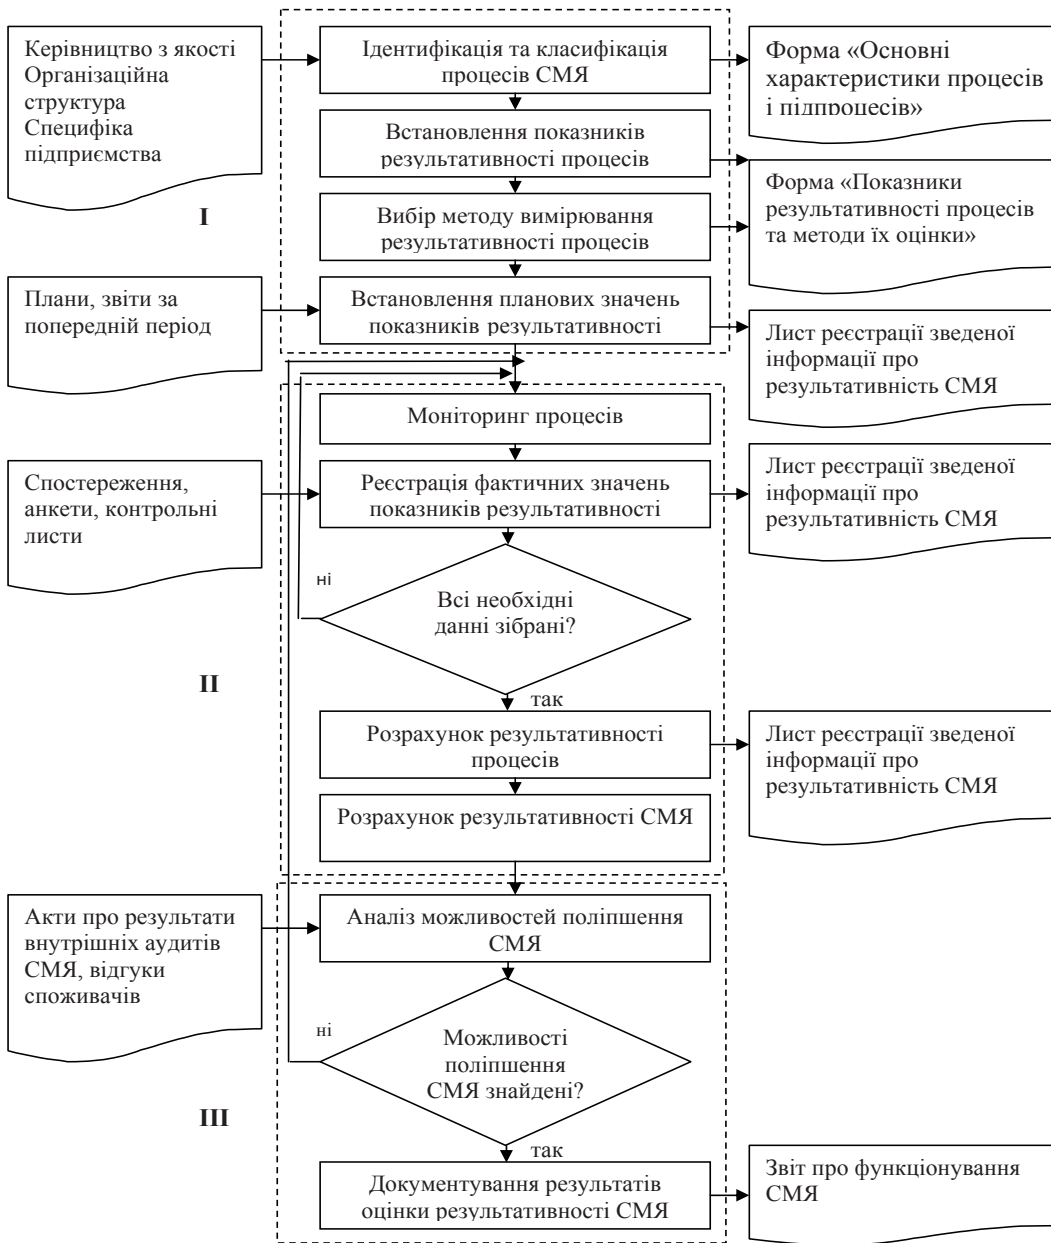 Керівництво з якості
Організаційна
структура
Специфіка
підприємства
Ідентифікація та класифікація
процесів СМЯ
Форма «Основні
характеристики процесів
і підпроцесів»
Встановлення показників
результативності процесів
Форма «Показники
результативності процесів
та методи їх оцінки»
I
Вибір методу вимірювання
результативності процесів
Плани, звіти за
попередній період
Встановлення планових значень
показників результативності
Лист реєстрації зведеної
інформації про
результативність СМЯ
Моніторинг процесів
Спостереження,
анкети, контрольні
листи
Реєстрація фактичних значень
показників результативності
Лист реєстрації зведеної
інформації про
результативність СМЯ
ні
Всі необхідні
данні зібрані?
II
так
Розрахунок результативності
процесів
Лист реєстрації зведеної
інформації про
результативність СМЯ
Розрахунок результативності СМЯ
Акти про результати
внутрішніх аудитів
СМЯ, відгуки
споживачів
Аналіз можливостей поліпшення
СМЯ
ні
Можливості
поліпшення
СМЯ знайдені?
III
так
Документування результатів
оцінки результативності СМЯ
Звіт про функціонування
СМЯ